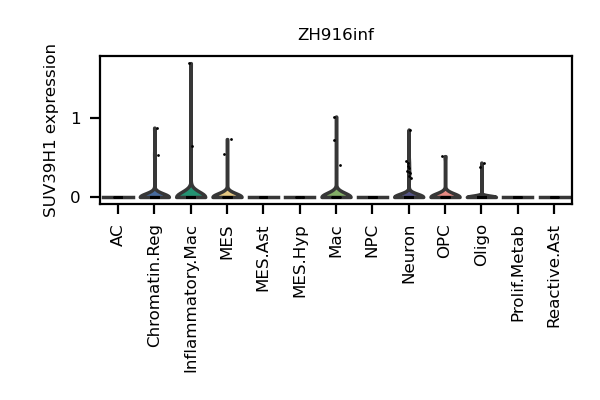 ZH916inf
SUV39H1 expression
1
0
AC
Chromatin.Reg
Inflammatory.Mac
MES
MES.Ast
MES.Hyp
Mac
NPC
Neuron
OPC
Oligo
Prolif.Metab
Reactive.Ast